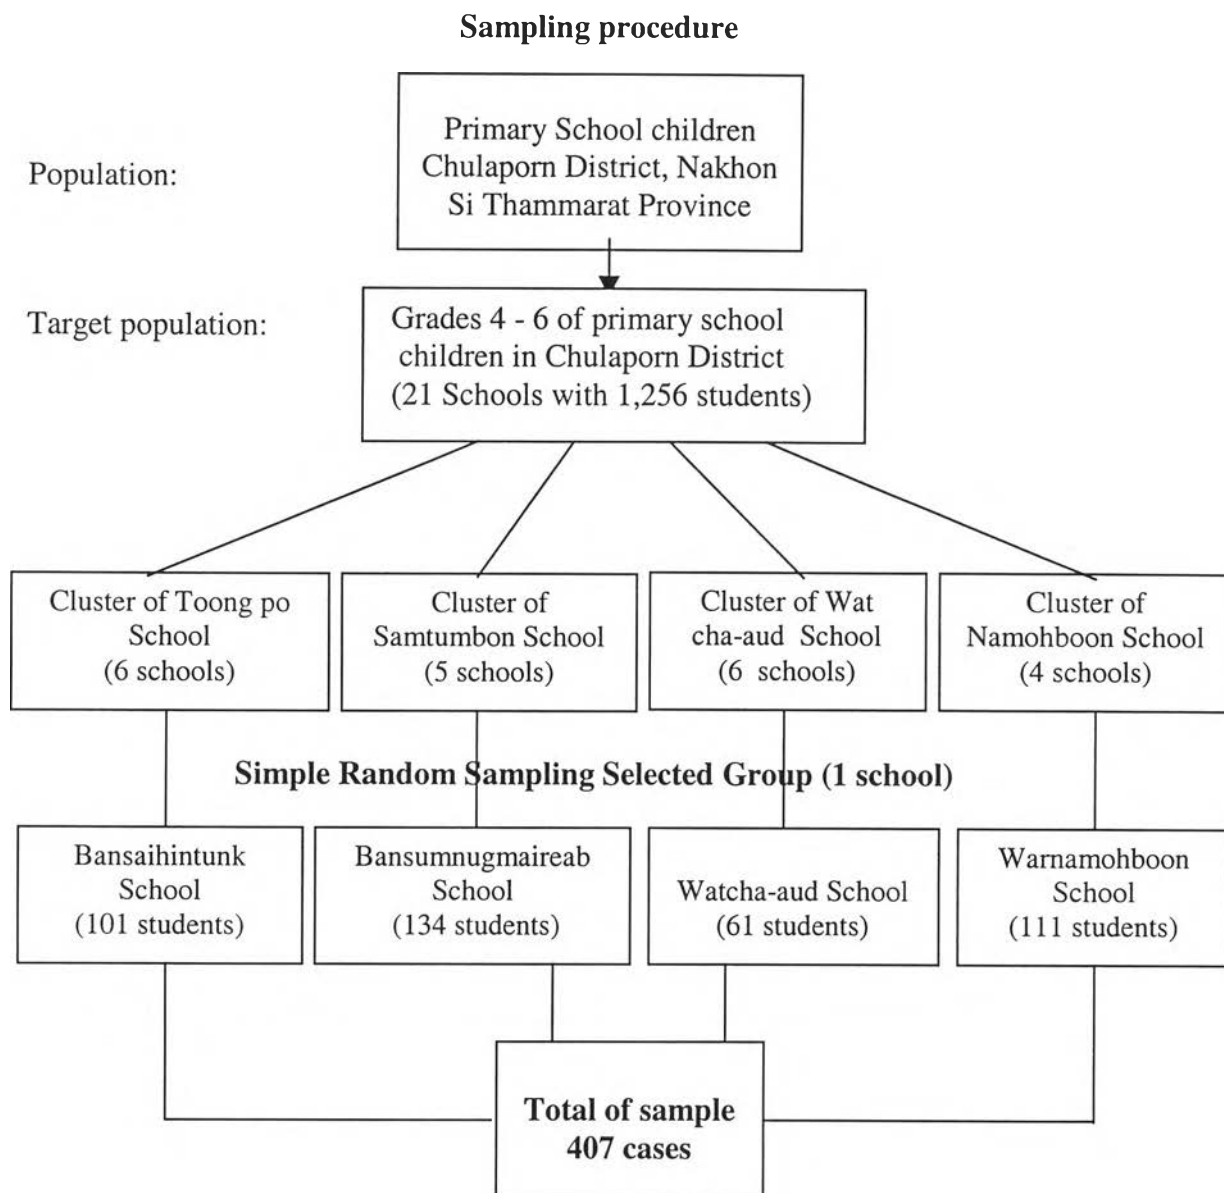 Sampling procedure
Population:
Primary School children
Chulaporn District, Nakhon
Si Thammarat Province
Target population:
Grades 4 - 6 of primary school
children in Chulaporn District
(21 Schools with 1,256 students)
Cluster of Toong po
School
(6 schools)
Cluster of
Samtumbon School
(5 schools)
Cluster of Wat
cha-aud School
(6 schools)
Cluster of
Namohboon School
(4 schools)
Simple Random Sampling Selected Group (1 school)
Bansaihintunk
School
(101 students)
Bansumnugmaireab
School
(134 students)
Watcha-aud School
(61 students)
Warnamohboon
School
(111 students)
Total of sample
407 cases